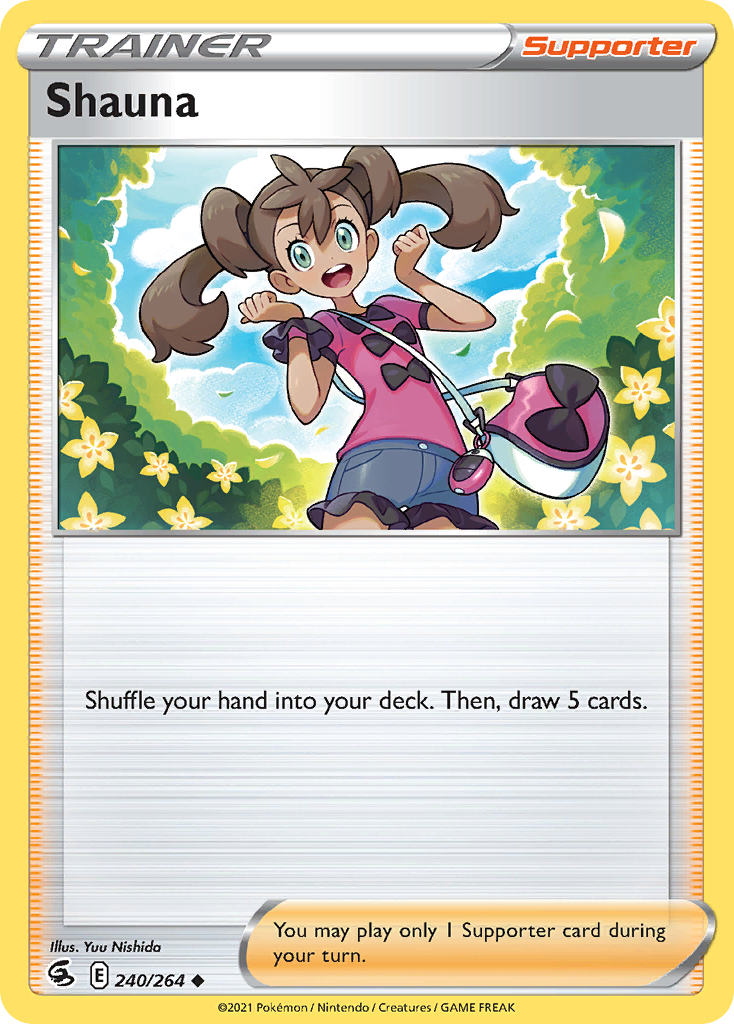 TRAINER
Supporter
Shauna
Shuffle your hand into your deck. Then, draw 5 cards.
You may play only 1 Supporter card during
your turn.
Illus. Yuu Nishida
E 240/264
©2021 Pokémon / Nintendo / Creatures / GAME FREAK